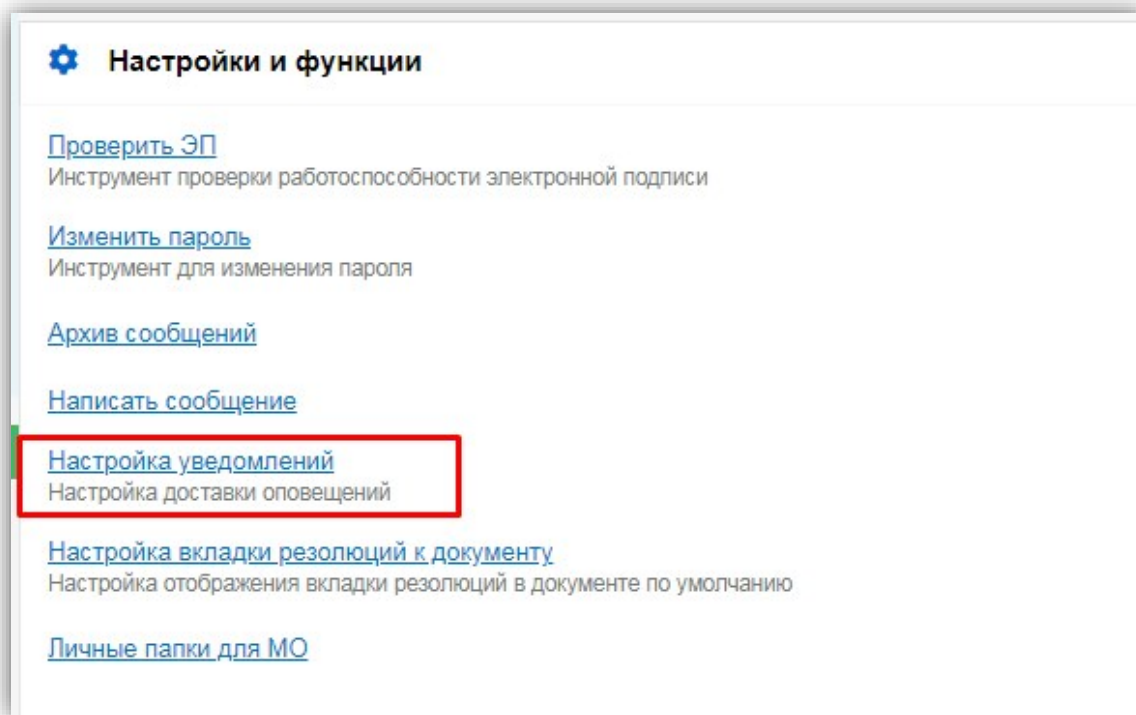 Настройки и функции
Проверить ЭП
Инструмент проверки работоспособности электронной подписи
Изменить пароль
Инструмент для изменения пароля
Архив сообщений
Написать сообщение
Настройка уведомлений
Настройка доставки оповещений
Настройка вкладки резолюций к документу
Настройка отображения вкладки резолюций в документе по умолчанию
Личные папки для МО